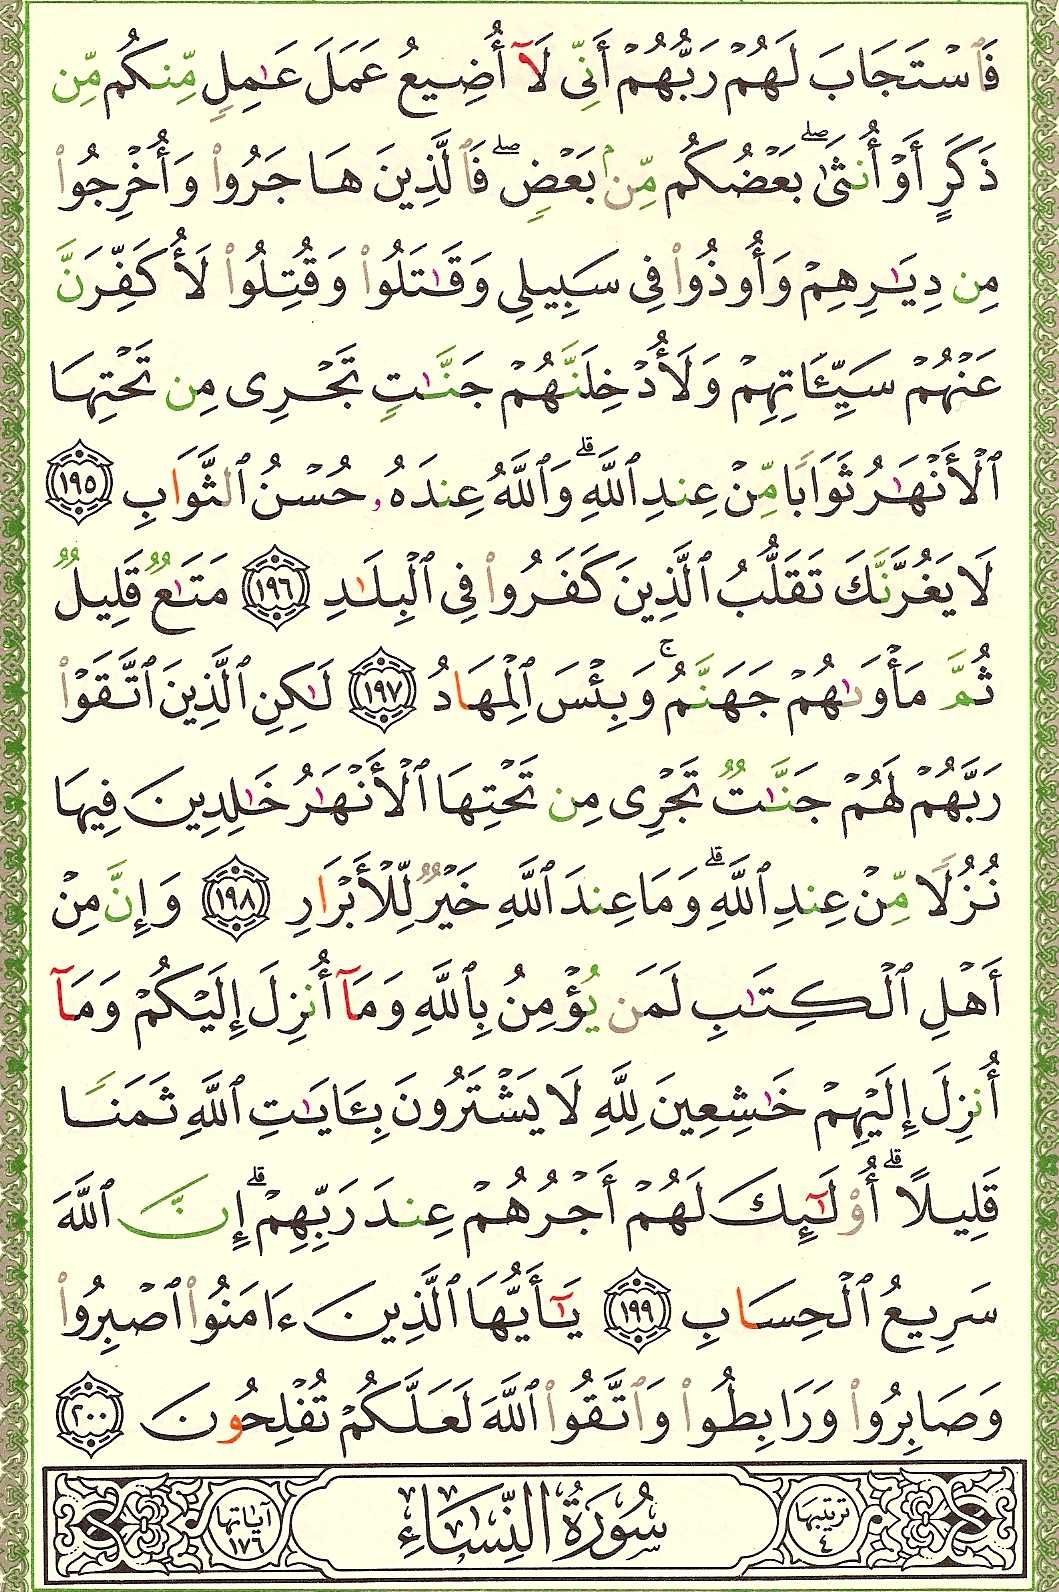 فَٱسْتَجَابَ لَهُمْ رَبُّهُمْ أَنِّى لَآ أُضِيعُ عَمَلَ عَٰمِلٍ مِّنكُم مِّن
ذَكَرٍ أَوْ أُنثَىٰ ۖ بَعْضُكُم مِّنۢ بَعْضٍ ۖ فَٱلَّذِينَ هَاجَرُوا۟ وَأُخْرِجُوا۟
مِن دِيَٰرِهِمْ وَأُوذُوا۟ فِى سَبِيلِى وَقَٰتَلُوا۟ وَقُتِلُوا۟ لَأُكَفِّرَنَّ
عَنْهُمْ سَيِّـَٔاتِهِمْ وَلَأُدْخِلَنَّهُمْ جَنَّٰتٍ تَجْرِى مِن تَحْتِهَا
ٱلْأَنْهَٰرُ ثَوَابًا مِّنْ عِندِ ٱللَّهِ ۗ وَٱللَّهُ عِندَهُۥ حُسْنُ ٱلثَّوَابِ ١٩٥
لَا يَغُرَّنَّكَ تَقَلُّبُ ٱلَّذِينَ كَفَرُوا۟ فِى ٱلْبِلَٰدِ ١٩٦ مَتَٰعٌ قَلِيلٌ
ثُمَّ مَأْوَىٰهُمْ جَهَنَّمُ ۚ وَبِئْسَ ٱلْمِهَادُ ١٩٧ لَٰكِنِ ٱلَّذِينَ ٱتَّقَوْا۟
رَبَّهُمْ لَهُمْ جَنَّٰتٌ تَجْرِى مِن تَحْتِهَا ٱلْأَنْهَٰرُ خَٰلِدِينَ فِيهَا
نُزُلًا مِّنْ عِندِ ٱللَّهِ ۗ وَمَا عِندَ ٱللَّهِ خَيْرٌ لِّلْأَبْرَارِ ١٩٨ وَإِنَّ مِنْ
أَهْلِ ٱلْكِتَٰبِ لَمَن يُؤْمِنُ بِٱللَّهِ وَمَآ أُنزِلَ إِلَيْكُمْ وَمَآ
أُنزِلَ إِلَيْهِمْ خَٰشِعِينَ لِلَّهِ لَا يَشْتَرُونَ بِـَٔايَٰتِ ٱللَّهِ ثَمَنًا
قَلِيلًا ۗ أُو۟لَٰٓئِكَ لَهُمْ أَجْرُهُمْ عِندَ رَبِّهِمْ ۗ إِنَّ ٱللَّهَ
سَرِيعُ ٱلْحِسَابِ ١٩٩ يَٰٓأَيُّهَا ٱلَّذِينَ ءَامَنُوا۟ ٱصْبِرُوا۟
وَصَابِرُوا۟ وَرَابِطُوا۟ وَٱتَّقُوا۟ ٱللَّهَ لَعَلَّكُمْ تُفْلِحُونَ ٢٠٠
ترتيبها ٤
سُورَةُ النِّسَاءِ
آياتها ١٧٦